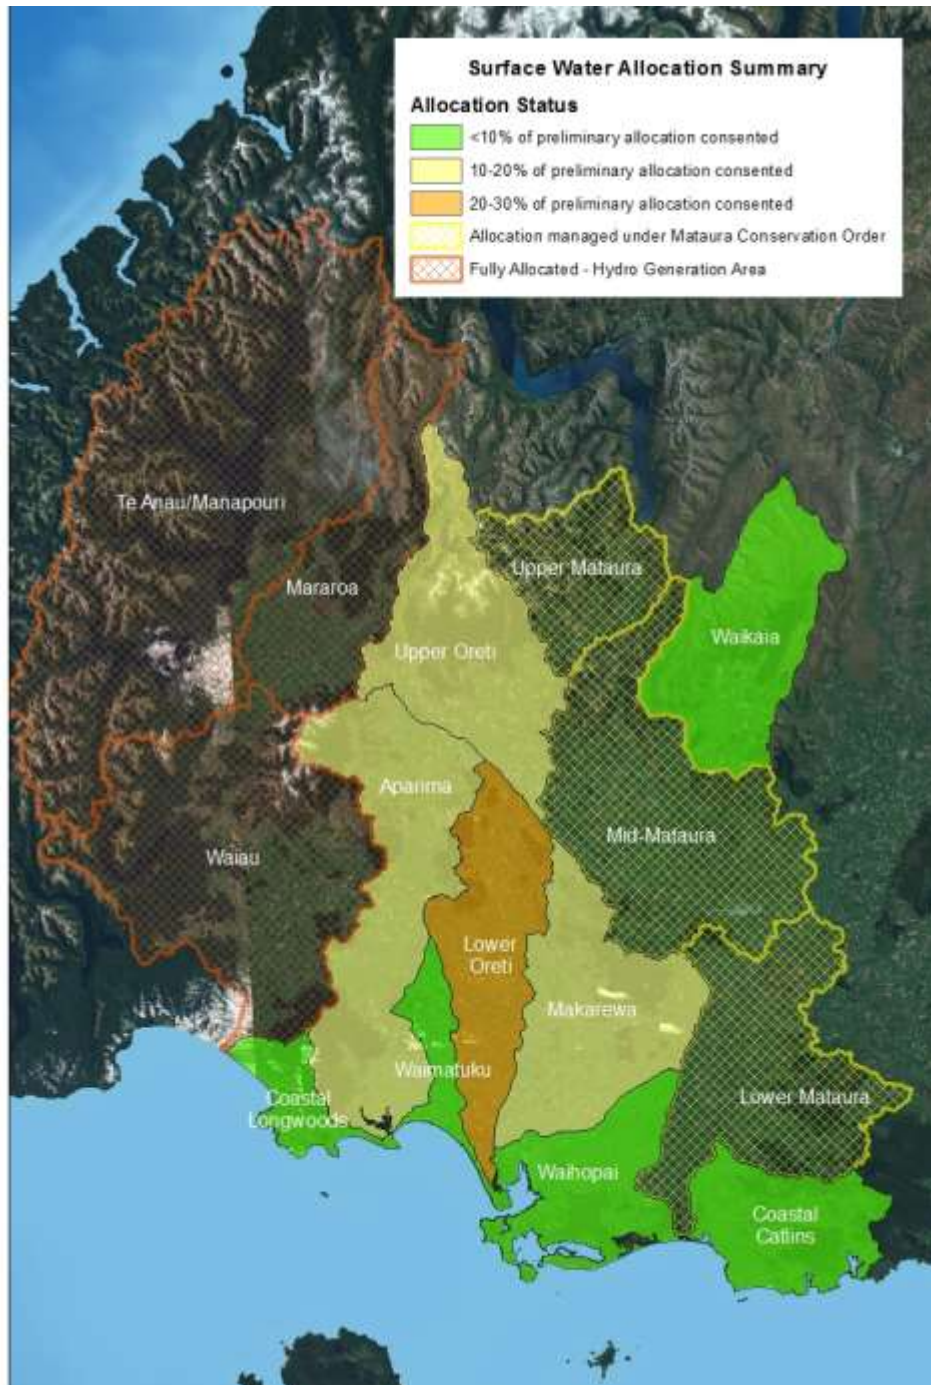 Surface Water Allocation Summary
Allocation Status
<10% of preliminary allocation consented
10-20% of preliminary allocation consented
20-30% of preliminary allocation consented
Allocation managed under Mataura Conservation Order
Fully Allocated - Hydro Generation Area
Te Anau/Manapouri
Mararoa
Upper Mataura
Waikaia
Upper Oreti
Aparima
Mid-Mataura
Waiau
Lower
Oreti
Makarewa
Waimatuku
Coastal
Longwoods
Lower Mataura
Waihopai
Coastal
Catlins